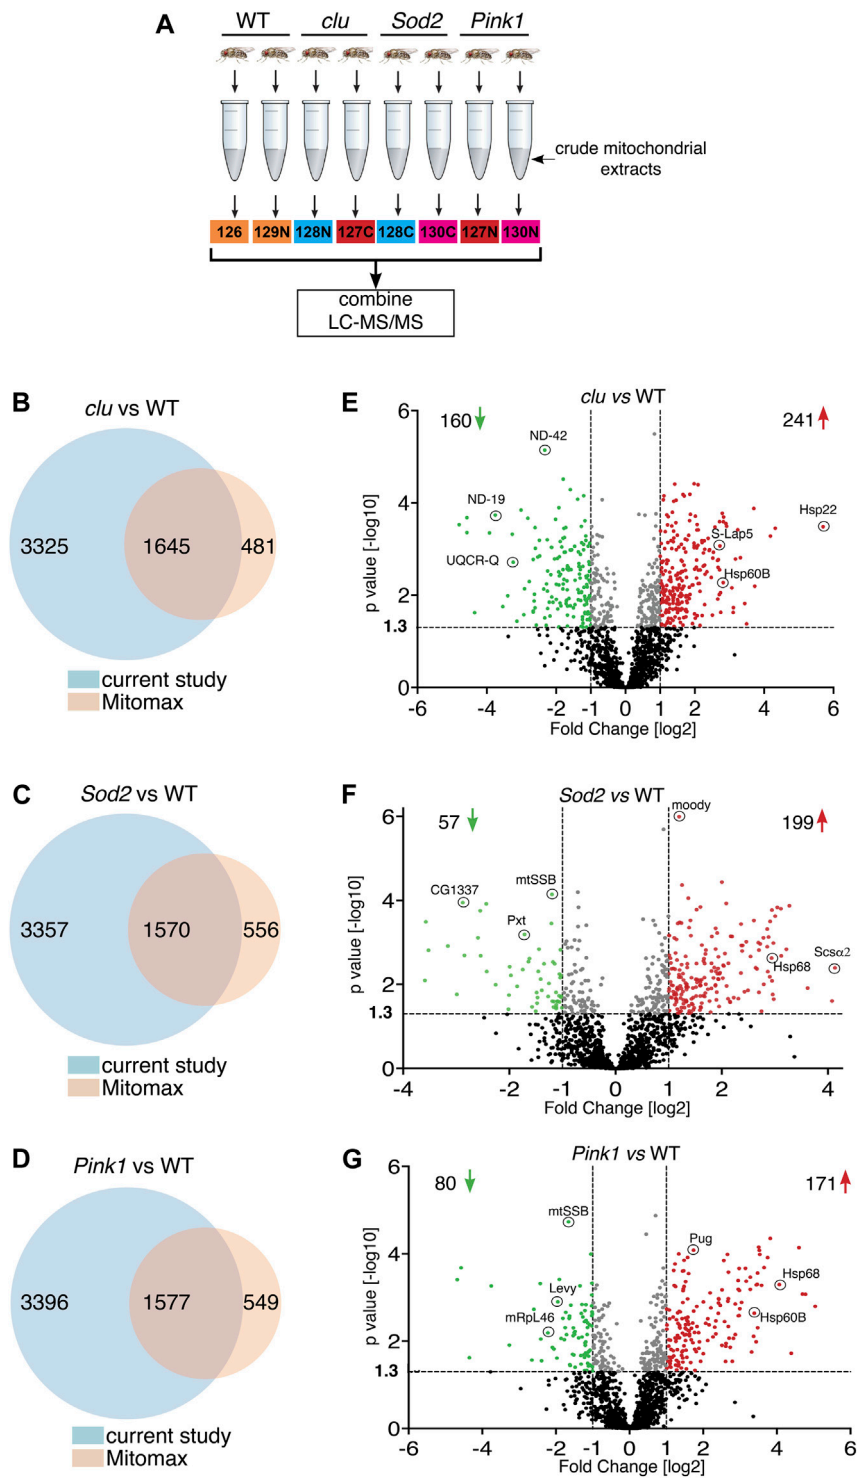 A
WT clu Sod2 Pink1
crude mitochondrial
extracts
126 129N 128N 127C 128C 130C 127N 130N
combine
LC-MS/MS
B
clu vs WT
3325 1645 481
current study
Mitomax
E
clu vs WT
160
241
ND-42
ND-19
UQCR-Q
Hsp22
S-Lap5
Hsp60B
p value [-log10]
6
4
2
1.3
0
-6 -4 -2 -1 0 1 2 4 6
Fold Change [log2]
C
Sod2 vs WT
3357 1570 556
current study
Mitomax
F
Sod2 vs WT
57
199
moody
mtSSB
CG1337
Pxt
Scsα2
Hsp68
p value [-log10]
6
4
2
1.3
0
-4 -2 -1 0 1 2 4
Fold Change [log2]
D
Pink1 vs WT
3396 1577 549
current study
Mitomax
G
Pink1 vs WT
80
171
mtSSB
Pug
Levy
Hsp68
mRpL46
Hsp60B
p value [-log10]
6
4
2
1.3
0
-6 -4 -2 -1 0 1 2 4 6
Fold Change [log2]